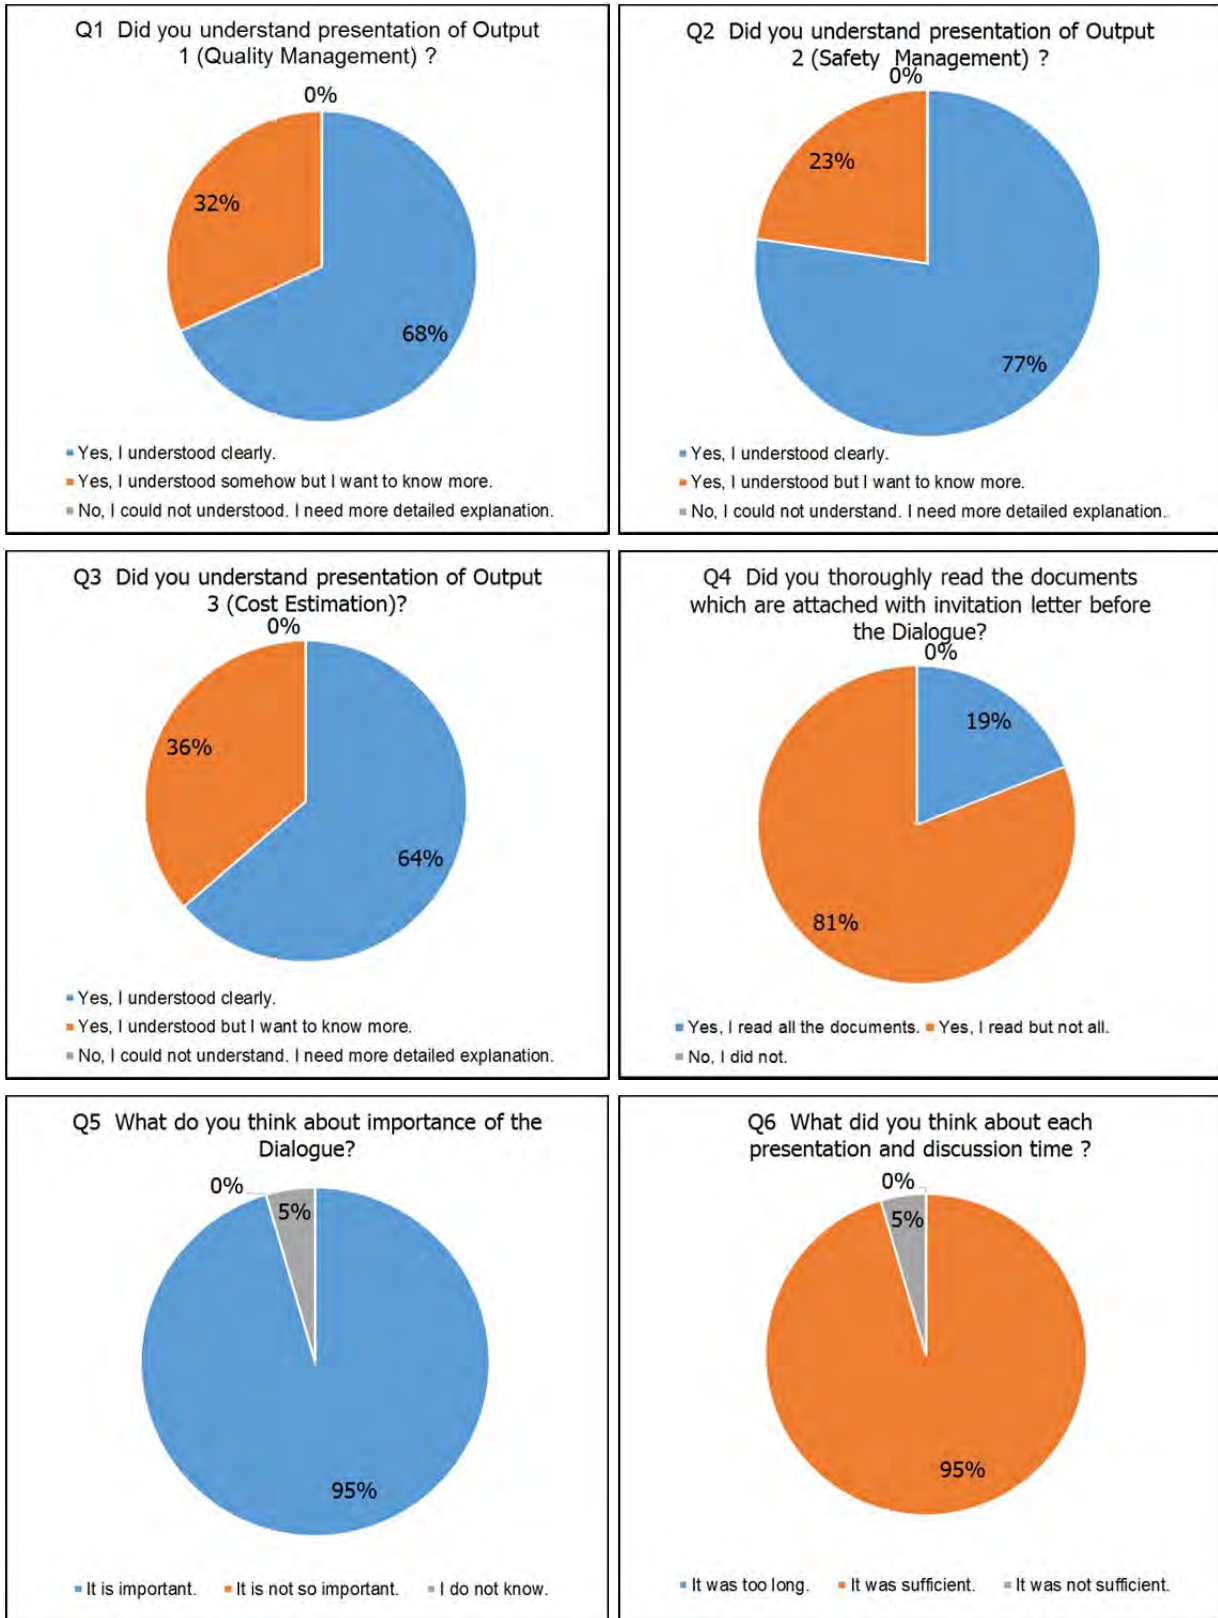 Q1 Did you understand presentation of Output
1 (Quality Management) ?
0%
32%
68%
Yes, I understood clearly.
Yes, I understood somehow but I want to know more.
No, I could not understood. I need more detailed explanation.
Q2 Did you understand presentation of Output
2 (Safety Management) ?
0%
23%
77%
Yes, I understood clearly.
Yes, I understood but I want to know more.
No, I could not understand. I need more detailed explanation.
Q3 Did you understand presentation of Output
3 (Cost Estimation)?
0%
36%
64%
Yes, I understood clearly.
Yes, I understood but I want to know more.
No, I could not understand. I need more detailed explanation.
Q4 Did you thoroughly read the documents
which are attached with invitation letter before
the Dialogue?
0%
19%
81%
Yes, I read all the documents. Yes, I read but not all.
No, I did not.
Q5 What do you think about importance of the
Dialogue?
0%
5%
95%
It is important. It is not so important. I do not know.
Q6 What did you think about each
presentation and discussion time ?
0%
5%
95%
It was too long. It was sufficient. It was not sufficient.